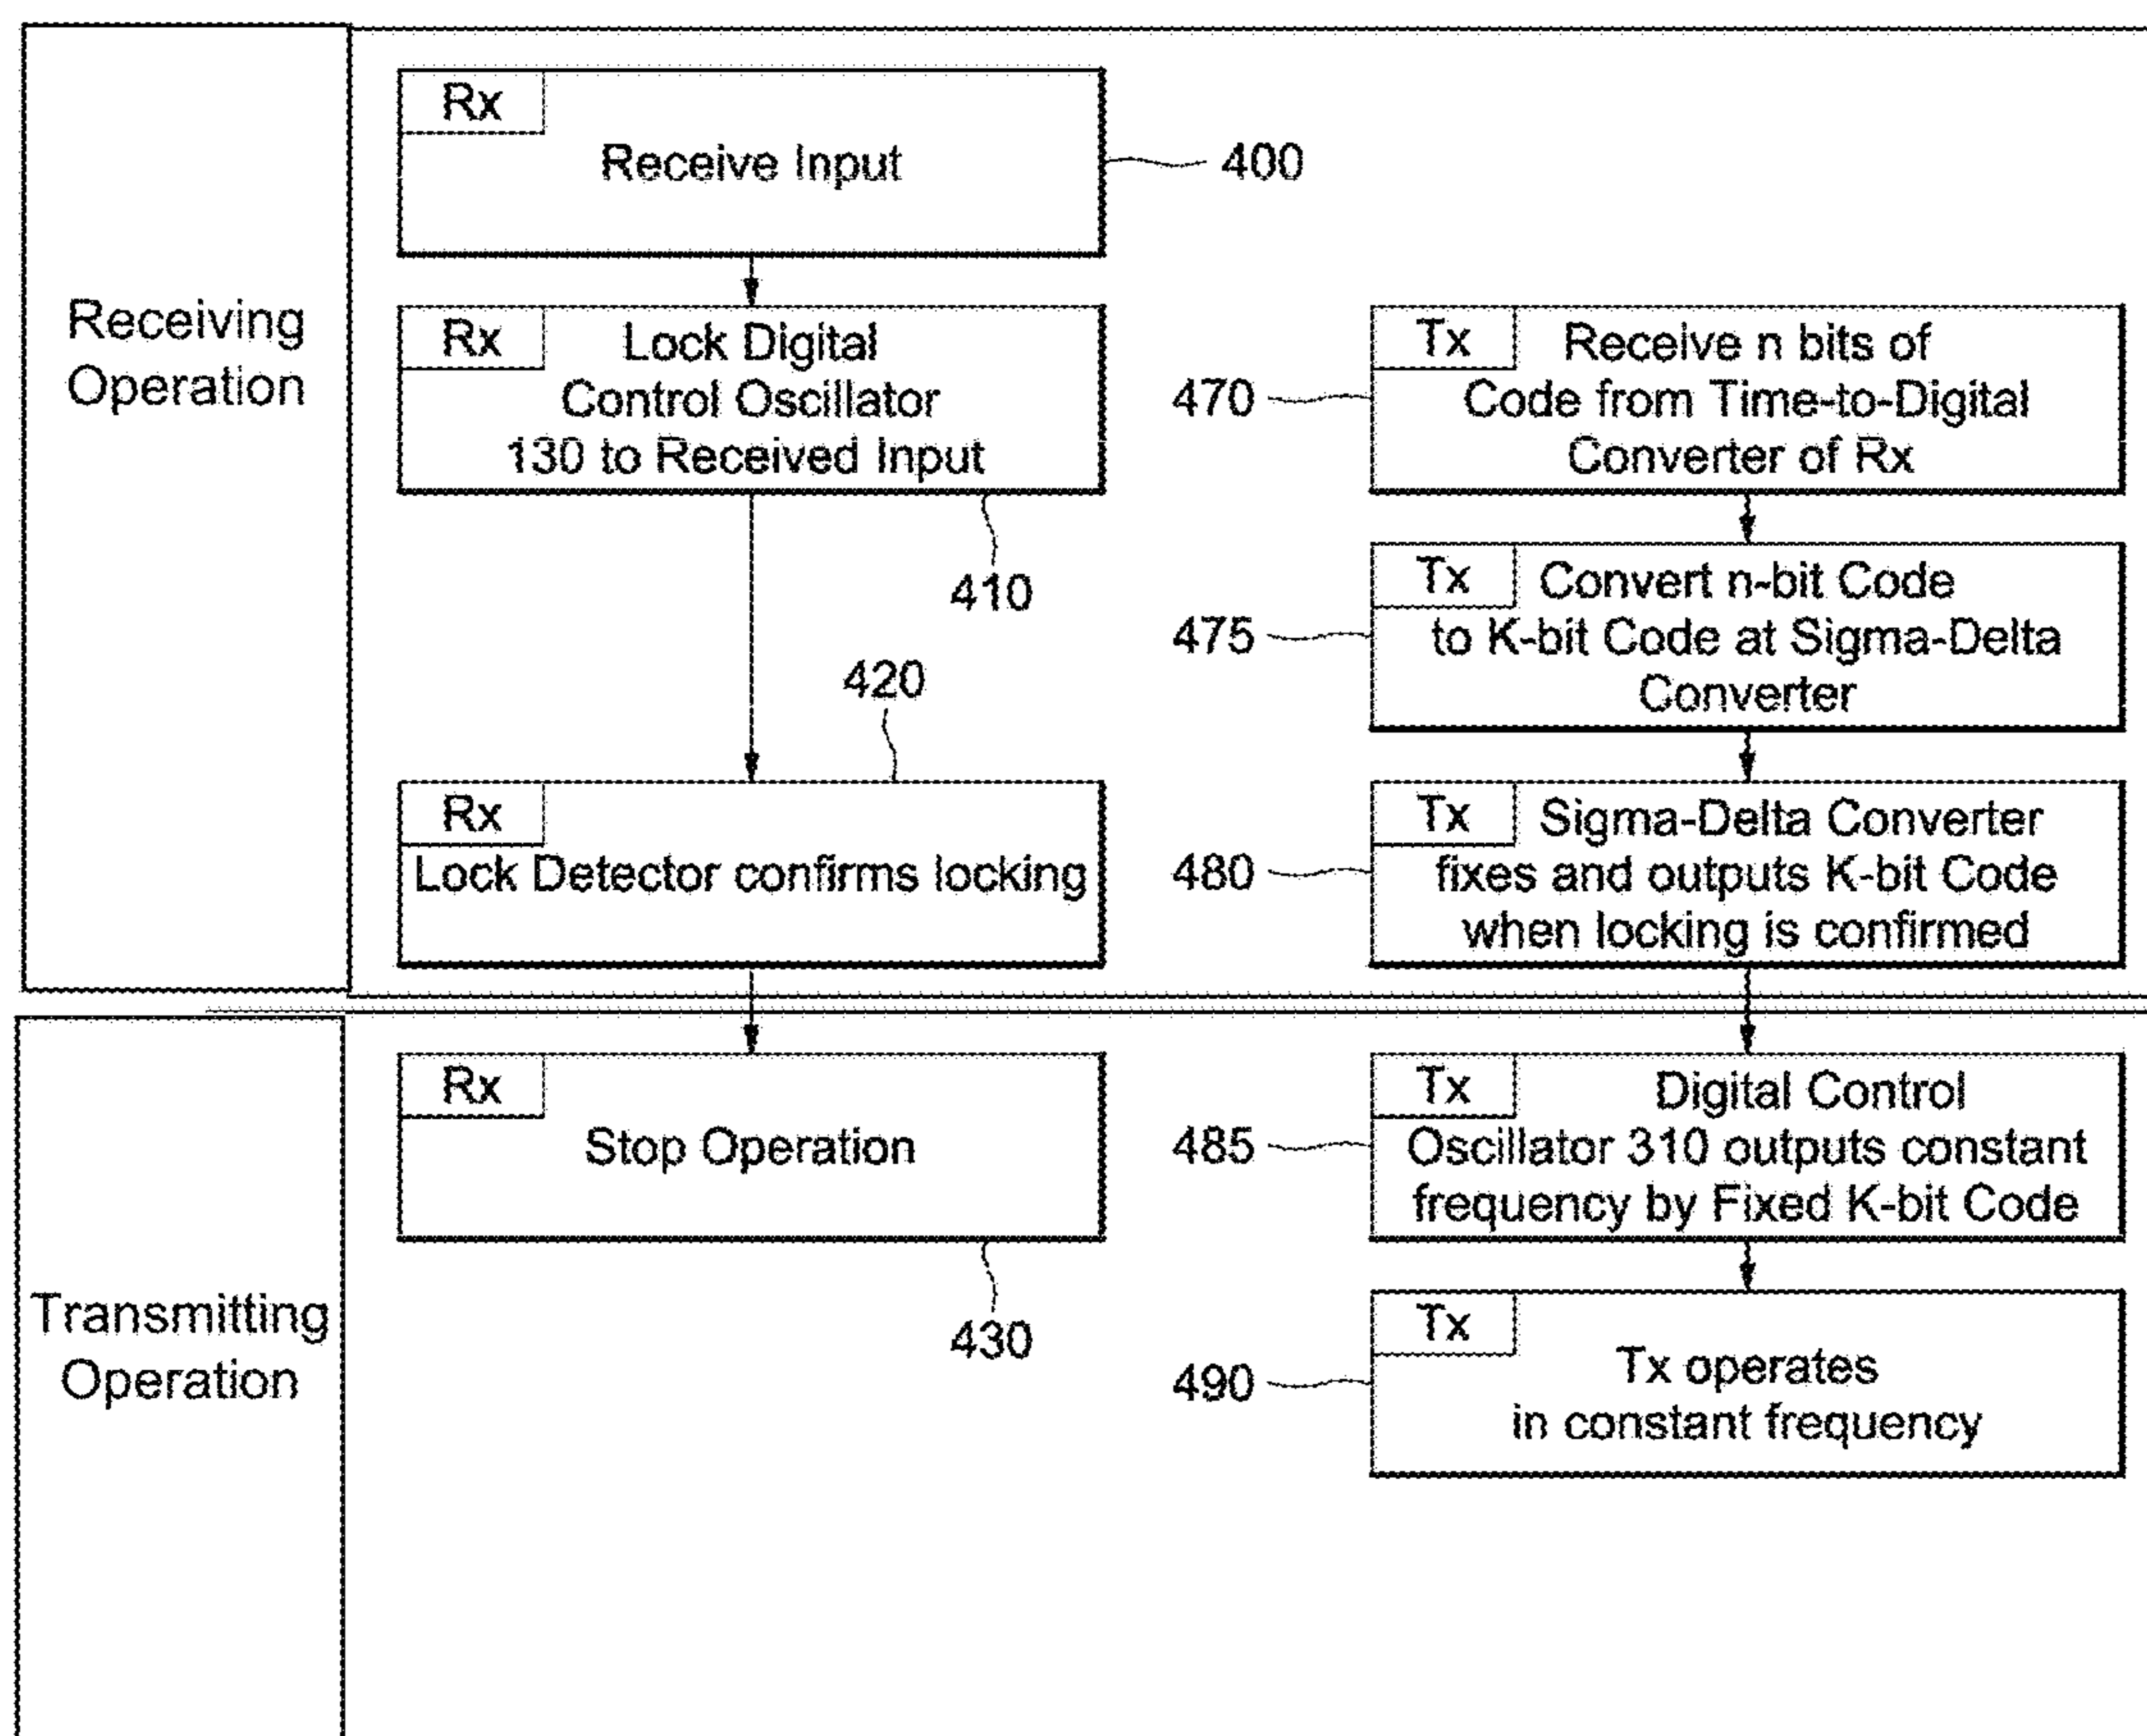 Receiving
Operation
Rx
Receive Input
400
Rx
Lock Digital
Control Oscillator
130 to Received Input
410
Tx
Receive n bits of
Code from Time-to-Digital
Converter of Rx
470
Tx
Convert n-bit Code
to K-bit Code at Sigma-Delta
Converter
475
420
Rx
Lock Detector confirms locking
Tx
Sigma-Delta Converter
fixes and outputs K-bit Code
when locking is confirmed
480
Transmitting
Operation
Rx
Stop Operation
430
Tx
Digital Control
Oscillator 310 outputs constant
frequency by Fixed K-bit Code
485
Tx
Tx operates
in constant frequency
490